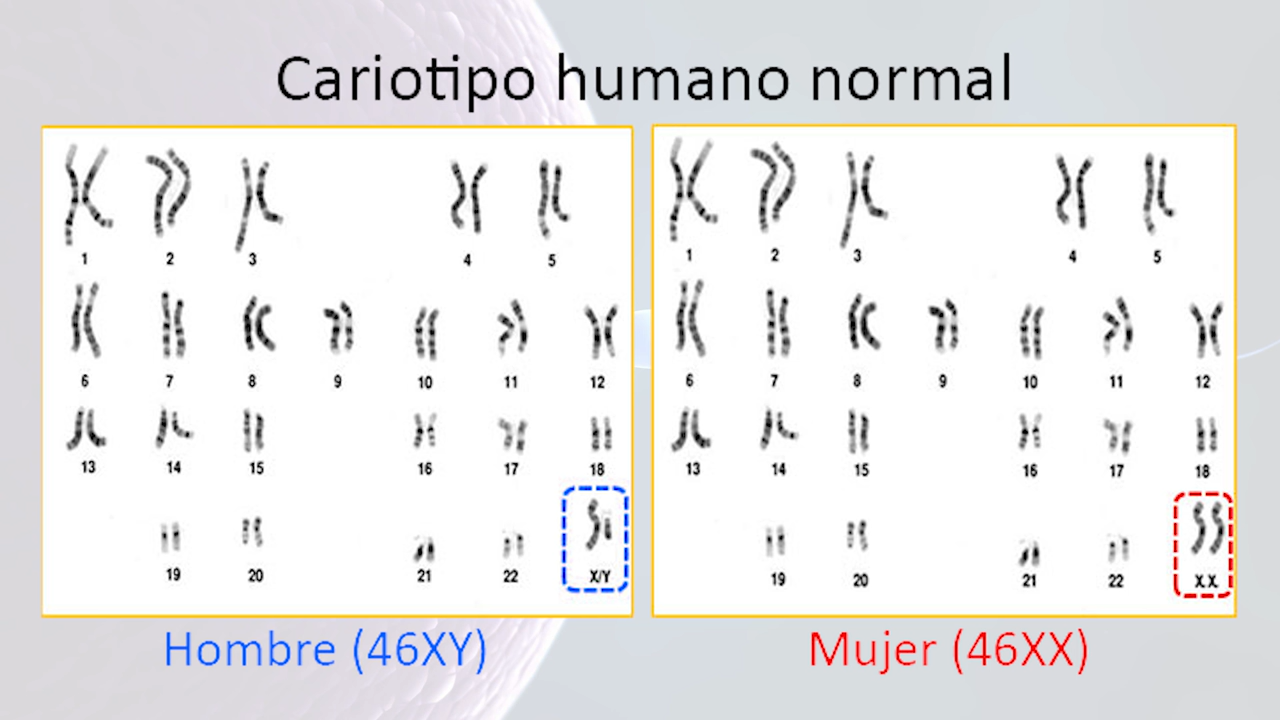 Cariotipo humano normal
1 2 3 4 5
6 7 8 9 10 11 12
13 14 15 16 17 18
19 20 21 22 X/Y
Hombre (46XY)
1 2 3 4 5
6 7 8 9 10 11 12
13 14 15 16 17 18
19 20 21 22 X X
Mujer (46XX)